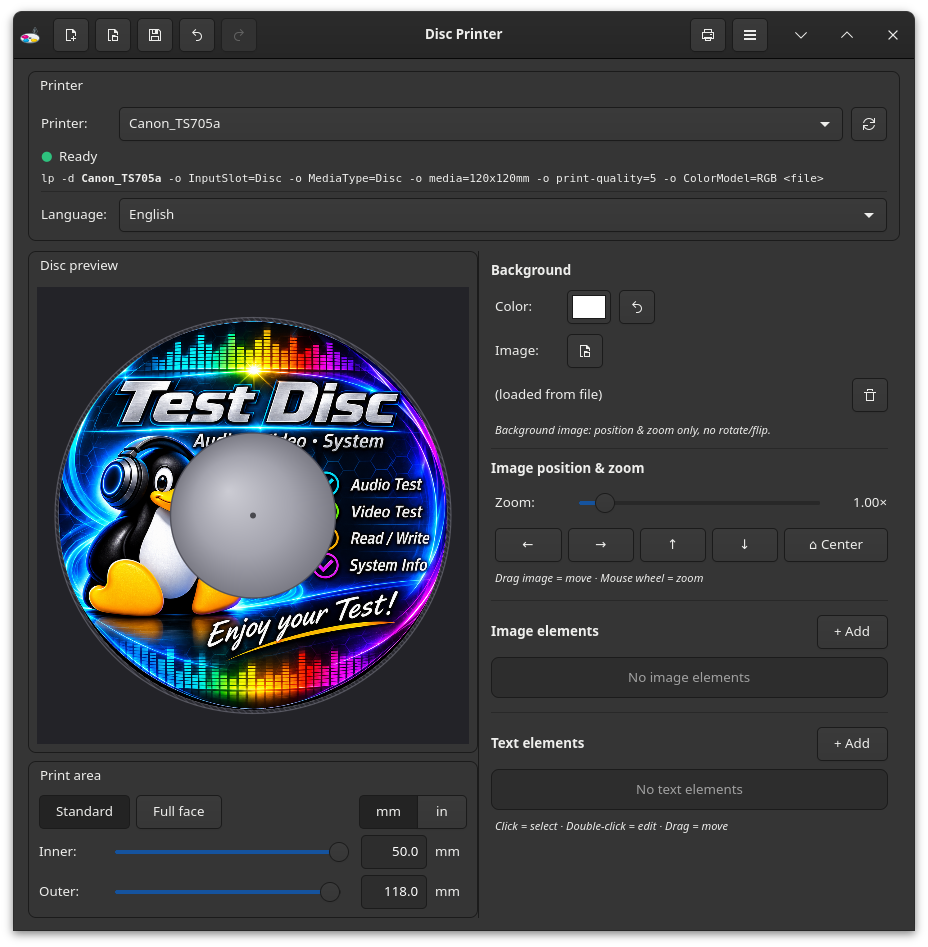 Disc Printer
Printer
Printer: Canon_TS705a
Ready
lp -d Canon_TS705a -o InputSlot=Disc -o MediaType=Disc -o media=120x120mm -o print-quality=5 -o ColorModel=RGB <file>
Language: English
Disc preview
Test Disc
Au eo • System
Audio Test
Video Test
Read / Write
System Info
Enjoy your Test!
Print area
Standard Full face mm in
Inner: 50.0 mm
Outer: 118.0 mm
Background
Color:
Image:
(loaded from file)
Background image: position & zoom only, no rotate/flip.
Image position & zoom
Zoom: 1.00×
← → ↑ ↓ ⌂ Center
Drag image = move · Mouse wheel = zoom
Image elements + Add
No image elements
Text elements + Add
No text elements
Click = select · Double-click = edit · Drag = move